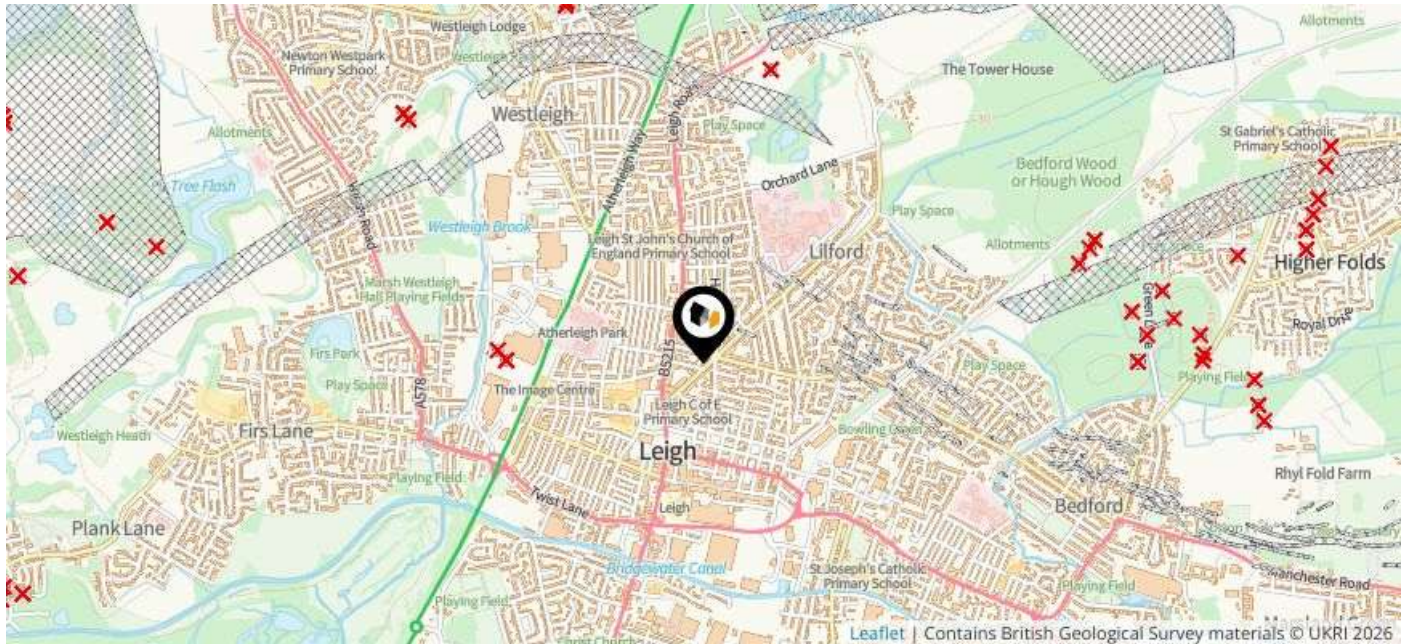 Westleigh Lodge
Allotments
Newton Westpark
Primary School
The Tower House
Leigh Road
Westleigh
Play Space
St Gabriel's Catholic
Primary School
Allotments
Bedford Wood
or Hough Wood
Atherleigh Way
Orchard Lane
Tree Flash
Play Space
Westleigh Brook
Leigh St John's Church of
England Primary School
Lilford
Allotments
Higher Folds
Marsh Westleigh
Hall Playing Fields
Green Lane
Royal Drive
Atherleigh Park
B5215
Firs Park
Play Space
A578
The Image Centre
Play Space
Playing Field
Leigh C of E
Primary School
Westleigh Heath
Firs Lane
Bowling Green
Leigh
Rhyl Fold Farm
Playing Field
Twist Lane
Bedford
Plank Lane
Leigh
Bridgewater Canal
St Joseph's Catholic
Primary School
Manchester Road
Playing Field
Playing Field
Christ Church
Leaflet | Contains British Geological Survey materials © UKRI 2026